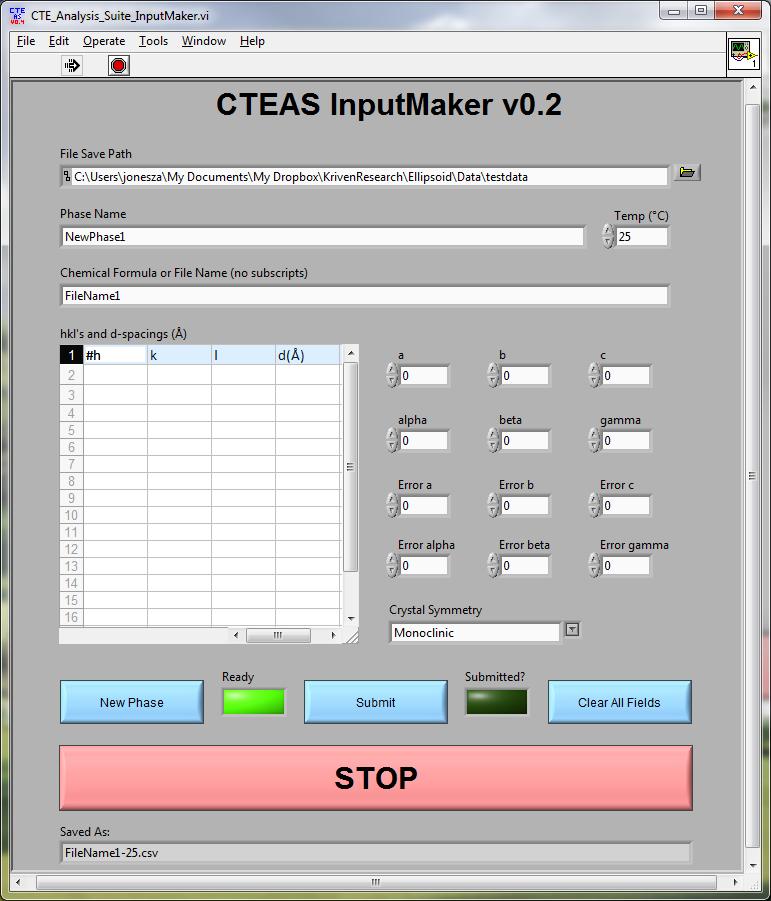 CTE AS V0.4 CTE_Analysis_Suite_InputMaker.vi
File Edit Operate Tools Window Help
1
CTEAS InputMaker v0.2
File Save Path
C:\Users\jonesza\My Documents\My Dropbox\KrivenResearch\Ellipsoid\Data\testdata
Phase Name Temp (°C)
NewPhase1 25
Chemical Formula or File Name (no subscripts)
FileName1
hkl's and d-spacings (Å)
1 #h k l d(Å)
2
3
4
5
6
7
8
9
10
11
12
13
14
15
16
a b c
0 0 0
alpha beta gamma
0 0 0
Error a Error b Error c
0 0 0
Error alpha Error beta Error gamma
0 0 0
Crystal Symmetry
Monoclinic
Ready Submitted?
New Phase Submit Clear All Fields
STOP
Saved As:
FileName1-25.csv